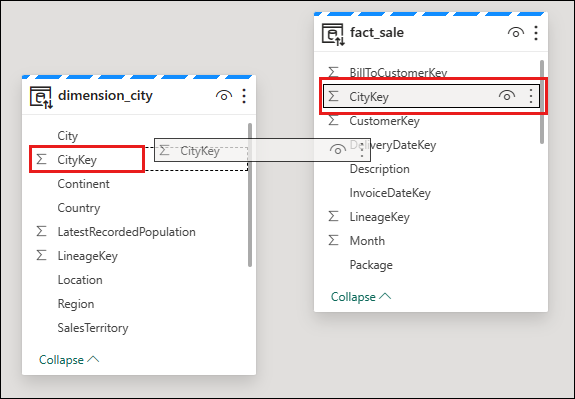 dimension_city
City
CityKey
Continent
Country
LatestRecordedPopulation
LineageKey
Location
Region
SalesTerritory
Collapse
CityKey
fact_sale
BillToCustomerKey
CityKey
CustomerKey
DeliveryDateKey
Description
InvoiceDateKey
LineageKey
Month
Package
Collapse